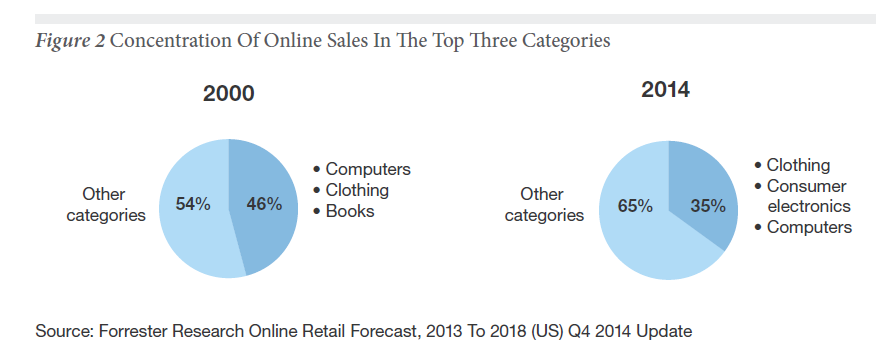 Figure 2 Concentration Of Online Sales In The Top Three Categories
2000
Other
categories
54%
46%
• Computers
• Clothing
• Books
2014
Other
categories
65%
35%
• Clothing
• Consumer
electronics
• Computers
Source: Forrester Research Online Retail Forecast, 2013 To 2018 (US) Q4 2014 Update